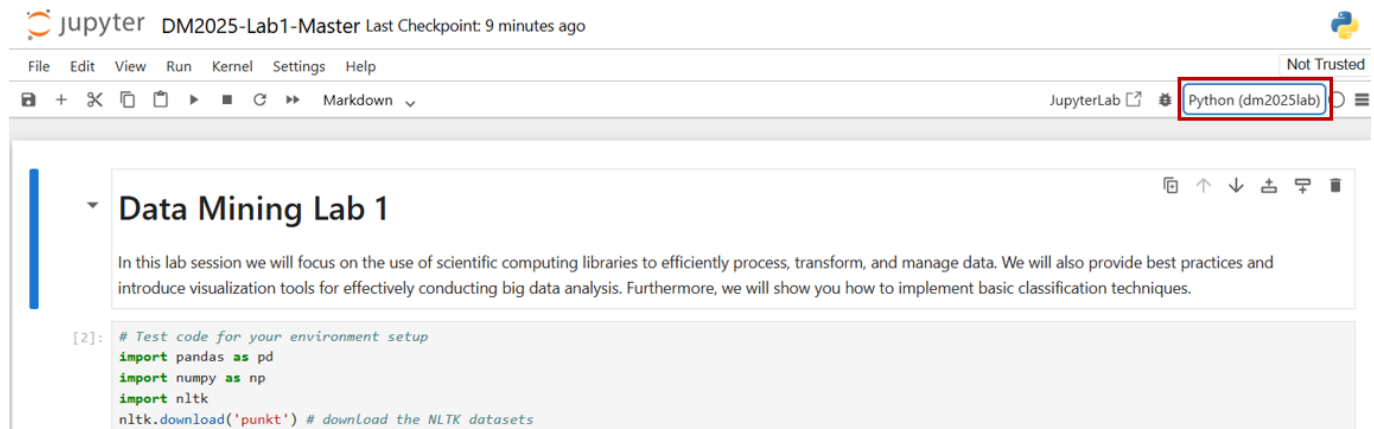 jupyter DM2025-Lab1-Master Last Checkpoint: 9 minutes ago
File Edit View Run Kernel Settings Help Not Trusted
Markdown JupyterLab Python (dm2025lab)
Data Mining Lab 1
In this lab session we will focus on the use of scientific computing libraries to efficiently process, transform, and manage data. We will also provide best practices and
introduce visualization tools for effectively conducting big data analysis. Furthermore, we will show you how to implement basic classification techniques.
[2]: # Test code for your environment setup
import pandas as pd
import numpy as np
import nltk
nltk.download('punkt') # download the NLTK datasets